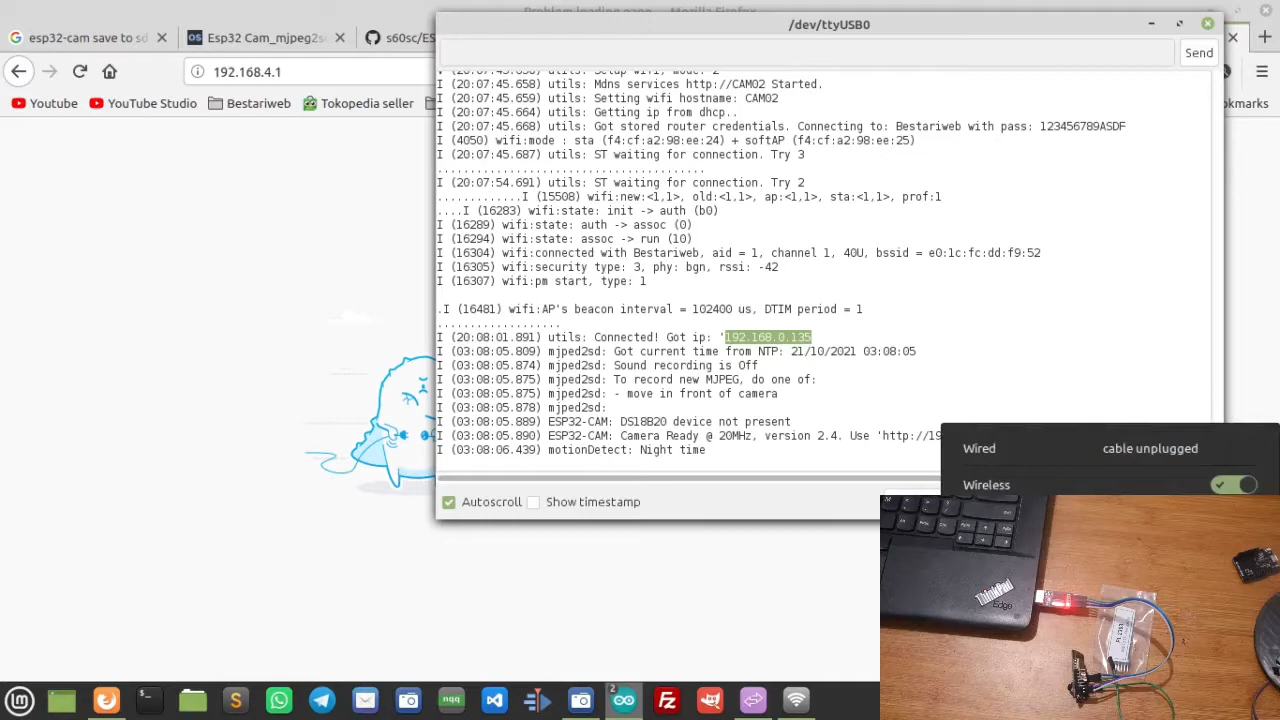 Problem loading page - Mozilla Firefox
/dev/ttyUSB0
esp32-cam save to sd
Esp32 Cam_mjpeg2s
s60sc/ES
Send
192.168.4.1
Youtube
YouTube Studio
Bestariweb
Tokopedia seller
okmarks
I (20:07:45.658) utils: Mdns services http://CAM02 Started.
I (20:07:45.659) utils: Setting wifi hostname: CAM02
I (20:07:45.664) utils: Getting ip from dhcp..
I (20:07:45.668) utils: Got stored router credentials. Connecting to: Bestariweb with pass: 123456789ASDF
I (4050) wifi:mode : sta (f4:cf:a2:98:ee:24) + softAP (f4:cf:a2:98:ee:25)
I (20:07:45.687) utils: ST waiting for connection. Try 3
.......................................
I (20:07:54.691) utils: ST waiting for connection. Try 2
.............I (15508) wifi:new:<1,1>, old:<1,1>, ap:<1,1>, sta:<1,1>, prof:1
....I (16283) wifi:state: init -> auth (b0)
I (16289) wifi:state: auth -> assoc (0)
I (16294) wifi:state: assoc -> run (10)
I (16304) wifi:connected with Bestariweb, aid = 1, channel 1, 40U, bssid = e0:1c:fc:dd:f9:52
I (16305) wifi:security type: 3, phy: bgn, rssi: -42
I (16307) wifi:pm start, type: 1
.I (16481) wifi:AP's beacon interval = 102400 us, DTIM period = 1
..................
I (20:08:01.891) utils: Connected! Got ip: '192.168.0.135
I (03:08:05.809) mjped2sd: Got current time from NTP: 21/10/2021 03:08:05
I (03:08:05.874) mjped2sd: Sound recording is Off
I (03:08:05.875) mjped2sd: To record new MJPEG, do one of:
I (03:08:05.875) mjped2sd: - move in front of camera
I (03:08:05.878) mjped2sd:
I (03:08:05.889) ESP32-CAM: DS18B20 device not present
I (03:08:05.890) ESP32-CAM: Camera Ready @ 20MHz, version 2.4. Use 'http://19
I (03:08:06.439) motionDetect: Night time
Wired cable unplugged
Wireless
Autoscroll
Show timestamp
ThinkPad
Edge
nqq
2